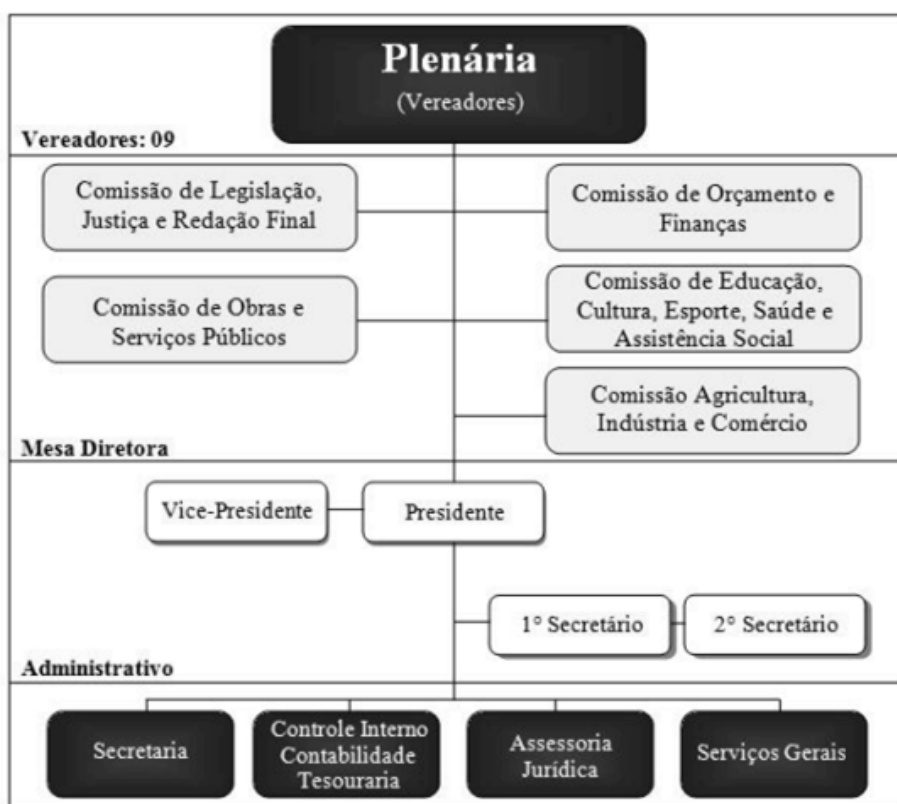 Plenária
(Vereadores)
Vereadores: 09
Comissão de Legislação,
Justiça e Redação Final
Comissão de Orçamento e
Finanças
Comissão de Obras e
Serviços Públicos
Comissão de Educação,
Cultura, Esporte, Saúde e
Assistência Social
Comissão Agricultura,
Indústria e Comércio
Mesa Diretora
Vice-Presidente
Presidente
1° Secretário
2° Secretário
Administrativo
Secretaria
Controle Interno
Contabilidade
Tesouraria
Assessoria
Jurídica
Serviços Gerais